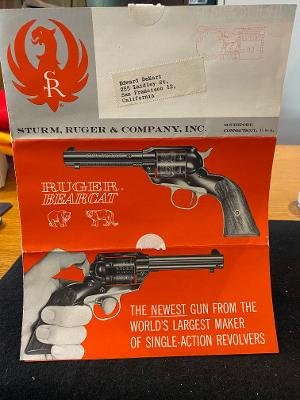 SR
Edward DeKart
255 Laidley St.
San Francisco 12,
California
STURM, RUGER & COMPANY, INC.
SOUTHPORT,
CONNECTICUT, U.S.A.
RUGER
BEARCAT
THE NEWEST GUN FROM THE
WORLD'S LARGEST MAKER
OF SINGLE-ACTION REVOLVERS